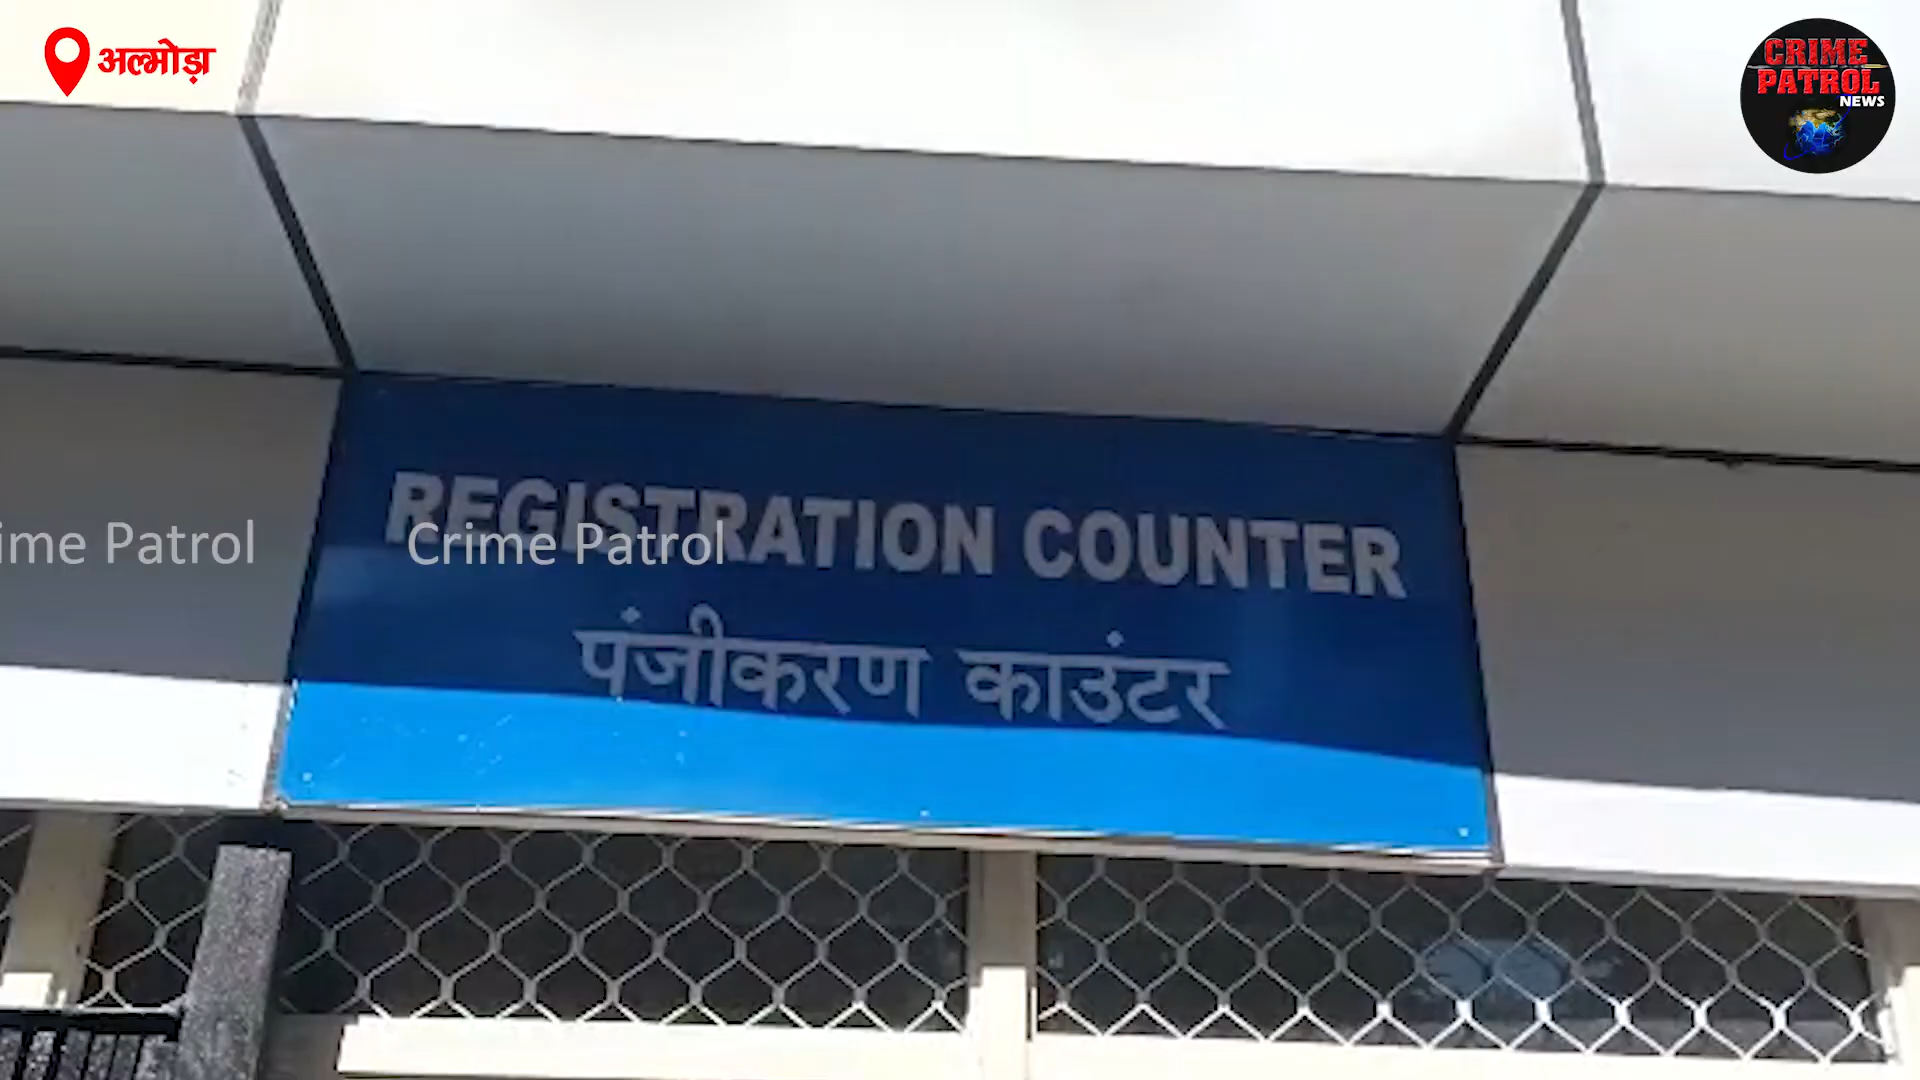 अल्मोड़ा
CRIME
PATROL
NEWS
REGISTRATION COUNTER
ime Patrol
Crime Patrol
पंजीकरण काउंटर